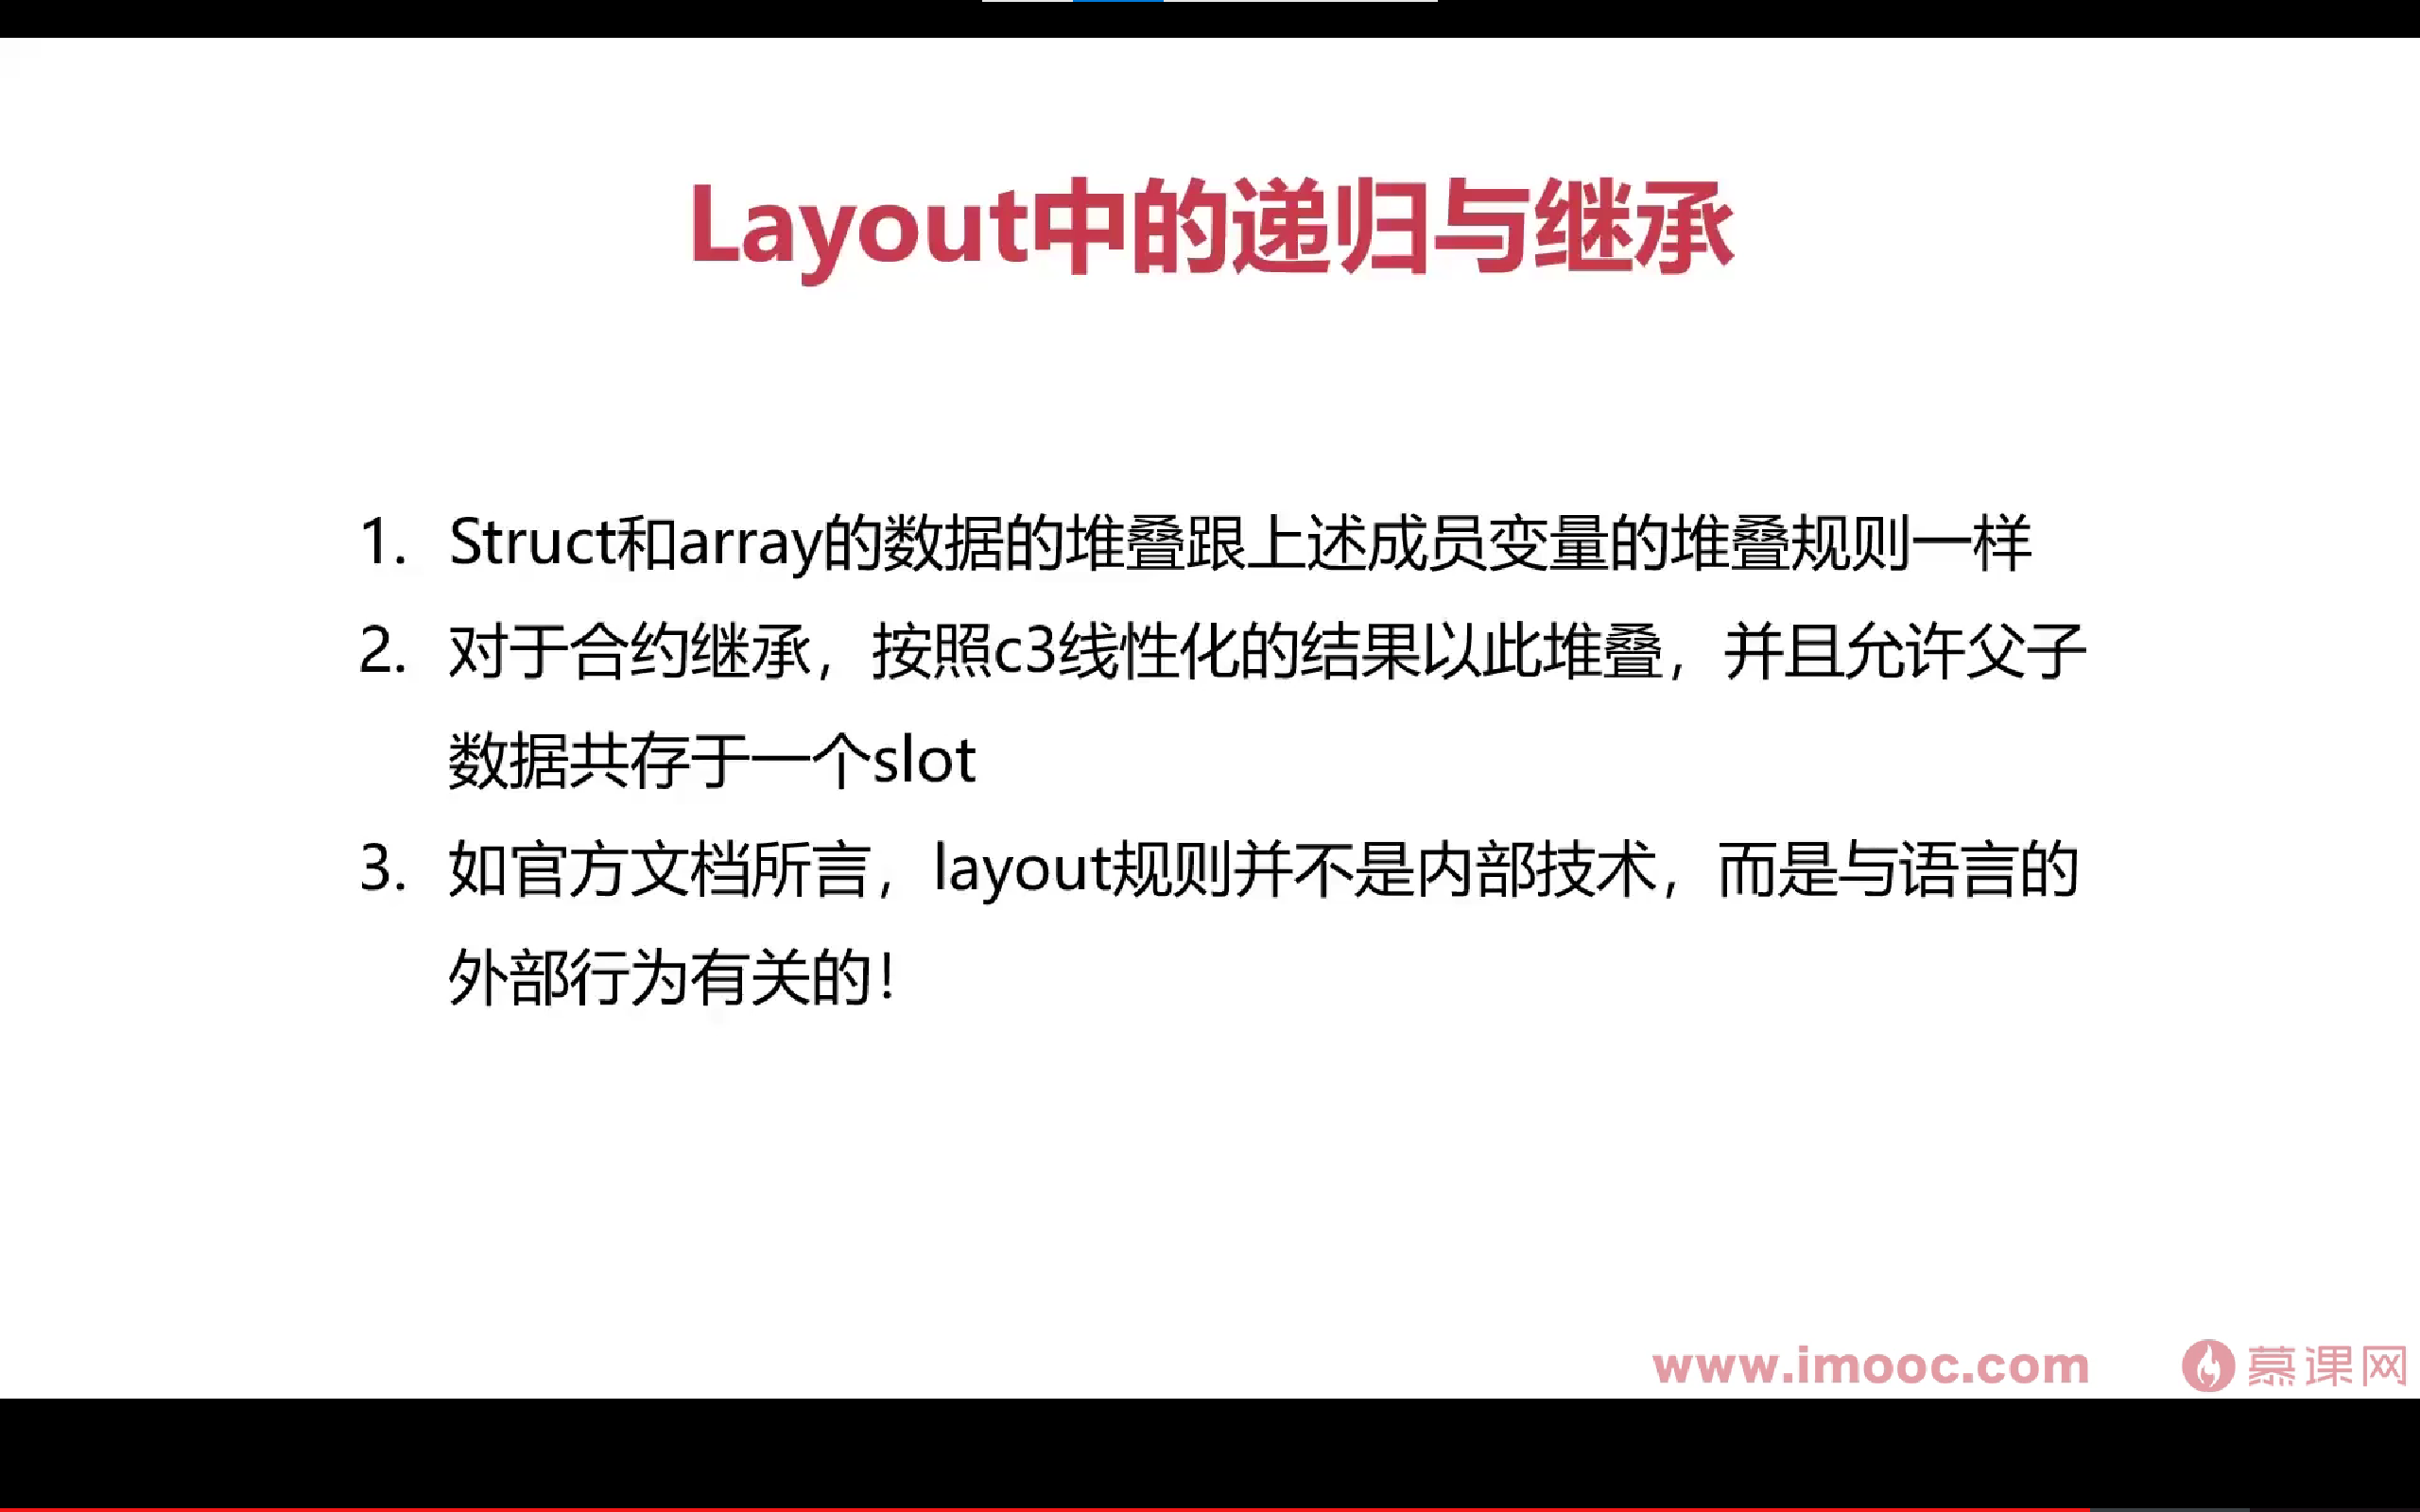 Layout中的递归与继承
1. Struct和array的数据的堆叠跟上述成员变量的堆叠规则一样
2. 对于合约继承，按照c3线性化的结果以此堆叠，并且允许父子
数据共存于一个slot
3. 如官方文档所言，layout规则并不是内部技术，而是与语言的
外部行为有关的！
www.imooc.com 慕课网